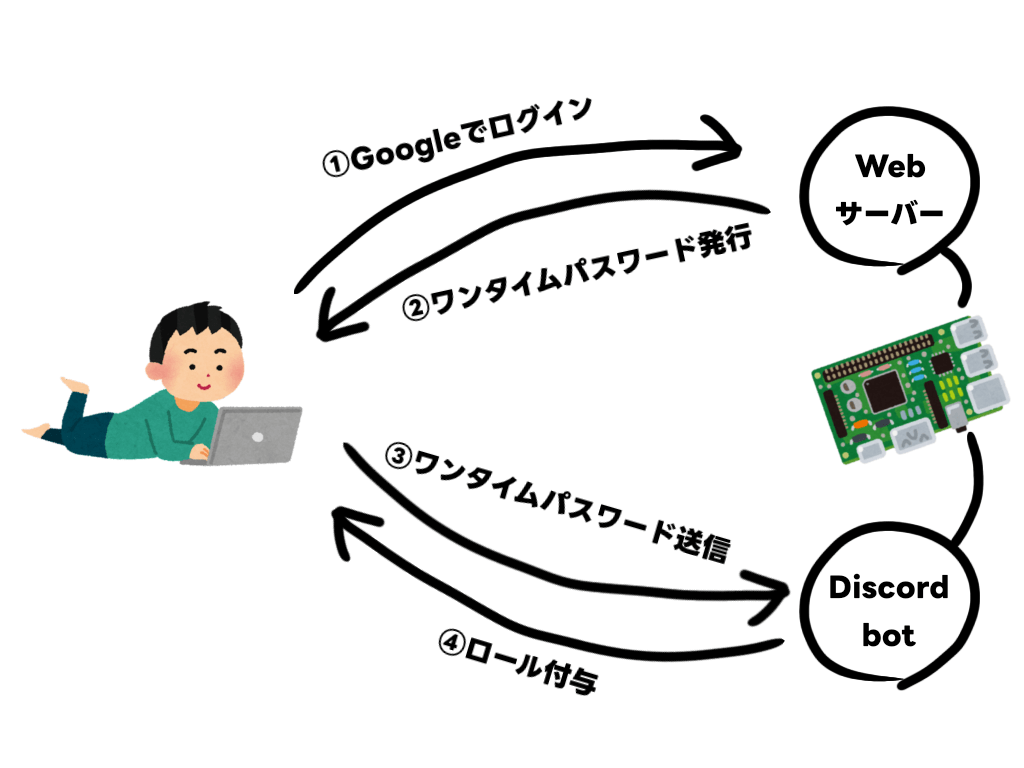 ①Googleでログイン
Web
サーバー
②ワンタイムパスワード発行
③ワンタイムパスワード送信
Discord
bot
④ロール付与